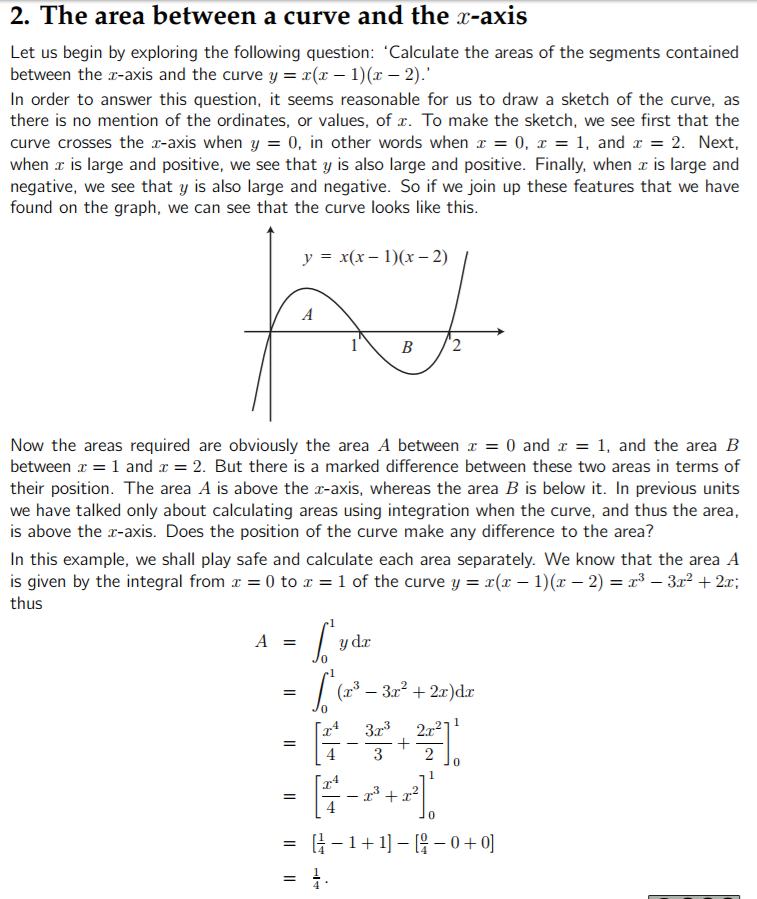 2. The area between a curve and the x-axis
Let us begin by exploring the following question: ‘Calculate the areas of the segments contained
between the x-axis and the curve y = x(x − 1)(x − 2).’
In order to answer this question, it seems reasonable for us to draw a sketch of the curve, as
there is no mention of the ordinates, or values, of x. To make the sketch, we see first that the
curve crosses the x-axis when y = 0, in other words when x = 0, x = 1, and x = 2. Next,
when x is large and positive, we see that y is also large and positive. Finally, when x is large and
negative, we see that y is also large and negative. So if we join up these features that we have
found on the graph, we can see that the curve looks like this.
y = x(x − 1)(x − 2)
A
1 B 2
Now the areas required are obviously the area A between x = 0 and x = 1, and the area B
between x = 1 and x = 2. But there is a marked difference between these two areas in terms of
their position. The area A is above the x-axis, whereas the area B is below it. In previous units
we have talked only about calculating areas using integration when the curve, and thus the area,
is above the x-axis. Does the position of the curve make any difference to the area?
In this example, we shall play safe and calculate each area separately. We know that the area A
is given by the integral from x = 0 to x = 1 of the curve y = x(x − 1)(x − 2) = x³ − 3x² + 2x;
thus
A = ∫₀¹ y dx
= ∫₀¹ (x³ − 3x² + 2x)dx
= [x⁴/4 − 3x³/3 + 2x²/2]₀¹
= [x⁴/4 − x³ + x²]₀¹
= [1/4 − 1 + 1] − [0/4 − 0 + 0]
= 1/4 .